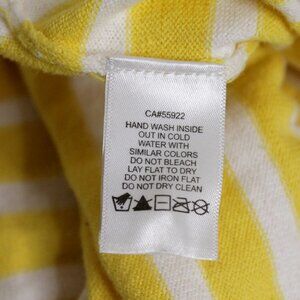 CA#55922
HAND WASH INSIDE
OUT IN COLD
WATER WITH
SIMILAR COLORS
DO NOT BLEACH
LAY FLAT TO DRY
DO NOT IRON FLAT
DO NOT DRY CLEAN